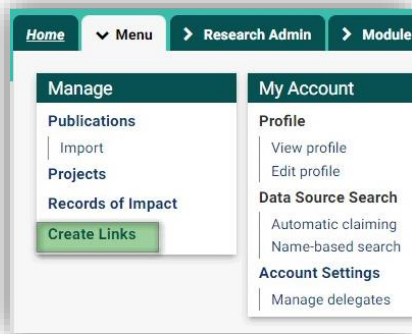 Home Menu Research Admin Module
Manage
Publications
Import
Projects
Records of Impact
Create Links
My Account
Profile
View profile
Edit profile
Data Source Search
Automatic claiming
Name-based search
Account Settings
Manage delegates